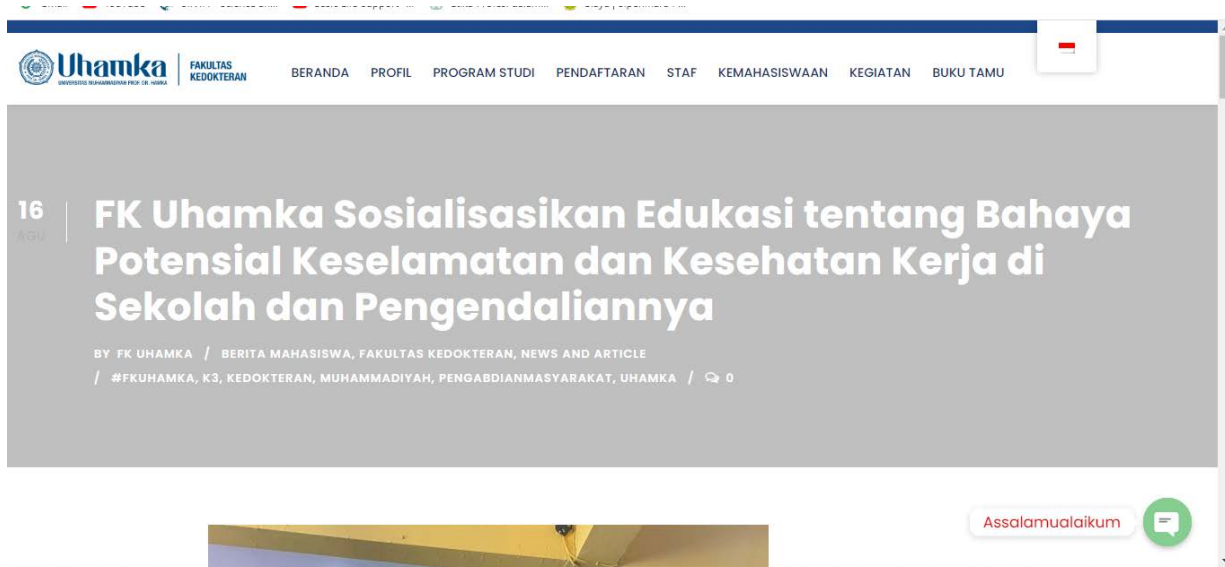 Uhamka
UNIVERSITAS MUHAMMADIYAH PROF. DR. HAMKA
FAKULTAS
KEDOKTERAN
BERANDA PROFIL PROGRAM STUDI PENDAFTARAN STAF KEMAHASISWAAN KEGIATAN BUKU TAMU
16
AGU
FK Uhamka Sosialisasikan Edukasi tentang Bahaya
Potensial Keselamatan dan Kesehatan Kerja di
Sekolah dan Pengendaliannya
BY FK UHAMKA / BERITA MAHASISWA, FAKULTAS KEDOKTERAN, NEWS AND ARTICLE
/ #FKUHAMKA, K3, KEDOKTERAN, MUHAMMADIYAH, PENGABDIANMASYARAKAT, UHAMKA / 0
Assalamualaikum